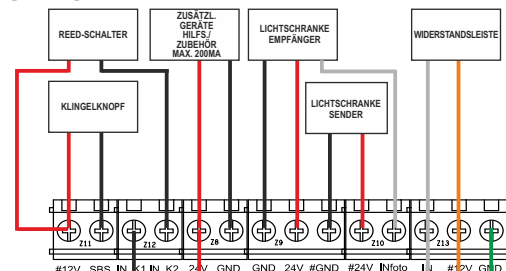 REED-SCHALTER
ZUSÄTZL.
GERÄTE
HILFS./
ZUBEHÖR
MAX. 200MA
LICHTSCHRANKE
EMPFÄNGER
WIDERSTANDSLEISTE
KLINGELKNOPF
LICHTSCHRANKE
SENDER
Z11 Z12 Z8 Z9 Z10 Z13
#12V SBS IN K1 IN K2 24V GND GND 24V #GND #24V INfoto IN #12V GND